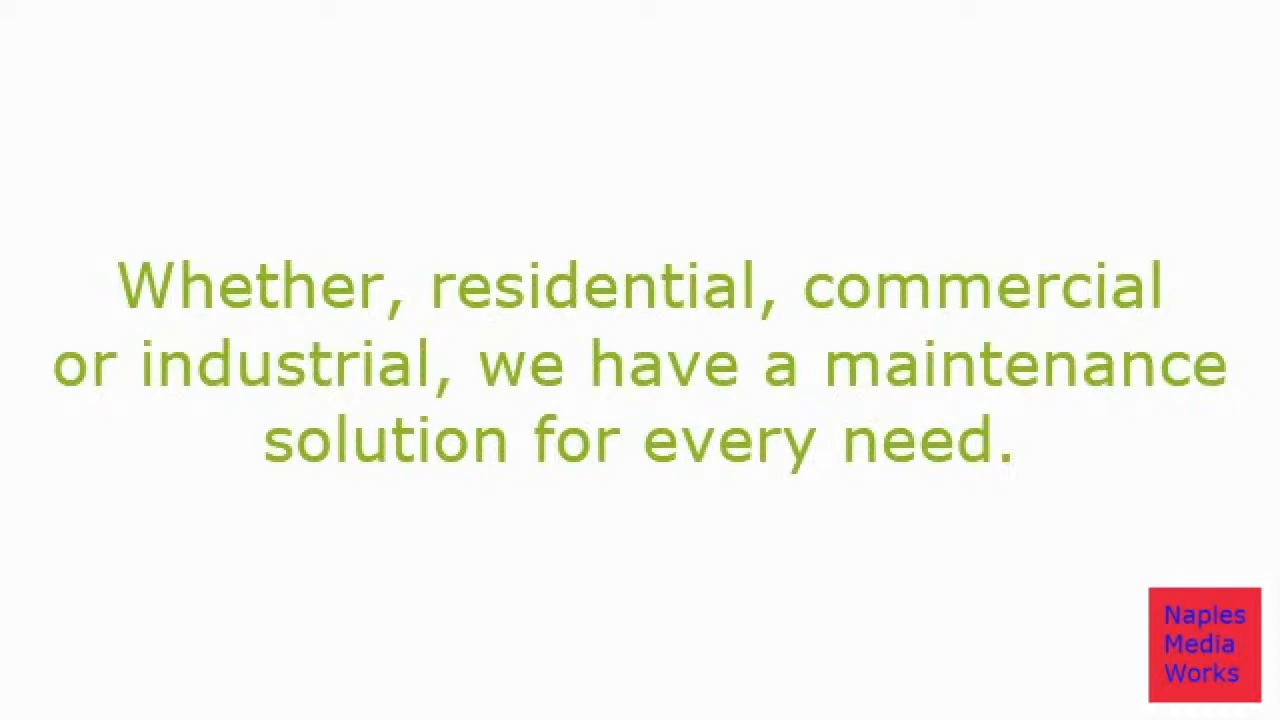 Whether, residential, commercial
or industrial, we have a maintenance
solution for every need.
Naples
Media
Works